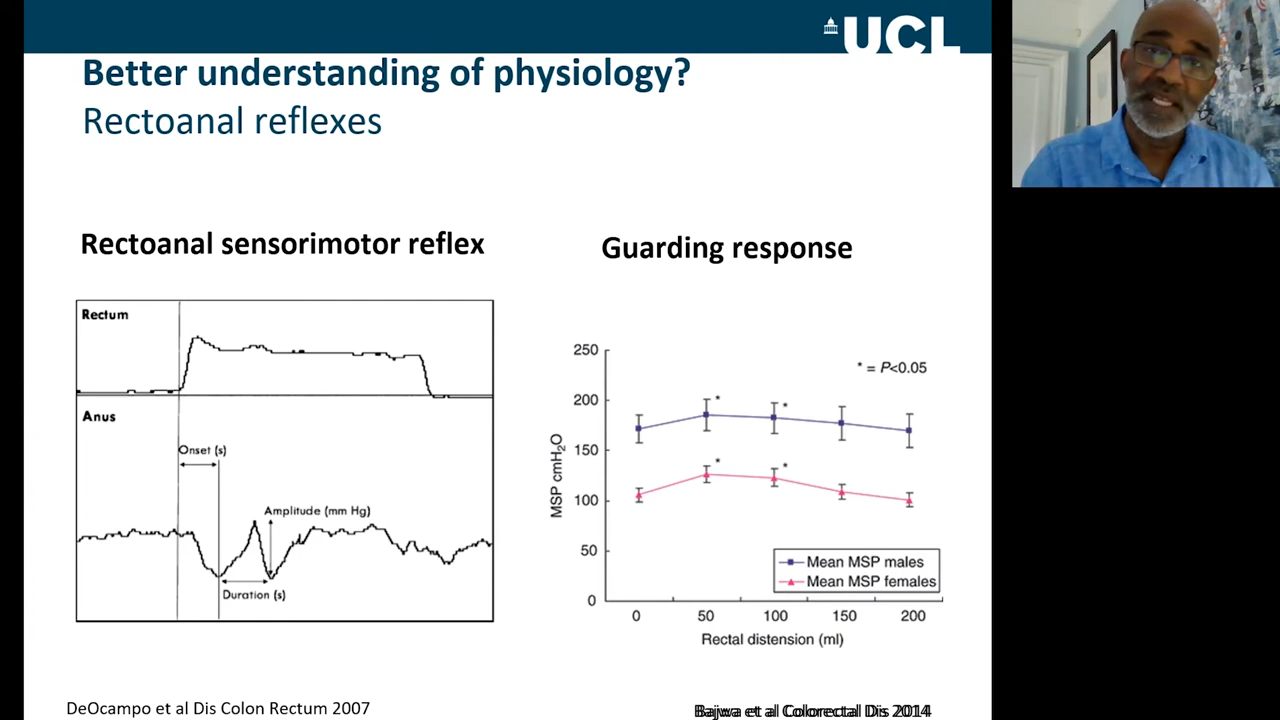 UCL
Better understanding of physiology?
Rectoanal reflexes
Rectoanal sensorimotor reflex
Rectum
Anus
Onset (s)
Amplitude (mm Hg)
Duration (s)
DeOcampo et al Dis Colon Rectum 2007
Guarding response
250
200
150
100
50
0
MSP cmH₂O
* = P<0.05
*
*
*
*
Mean MSP males
Mean MSP females
0 50 100 150 200
Rectal distension (ml)
Bajwa et al Colorectal Dis 2014